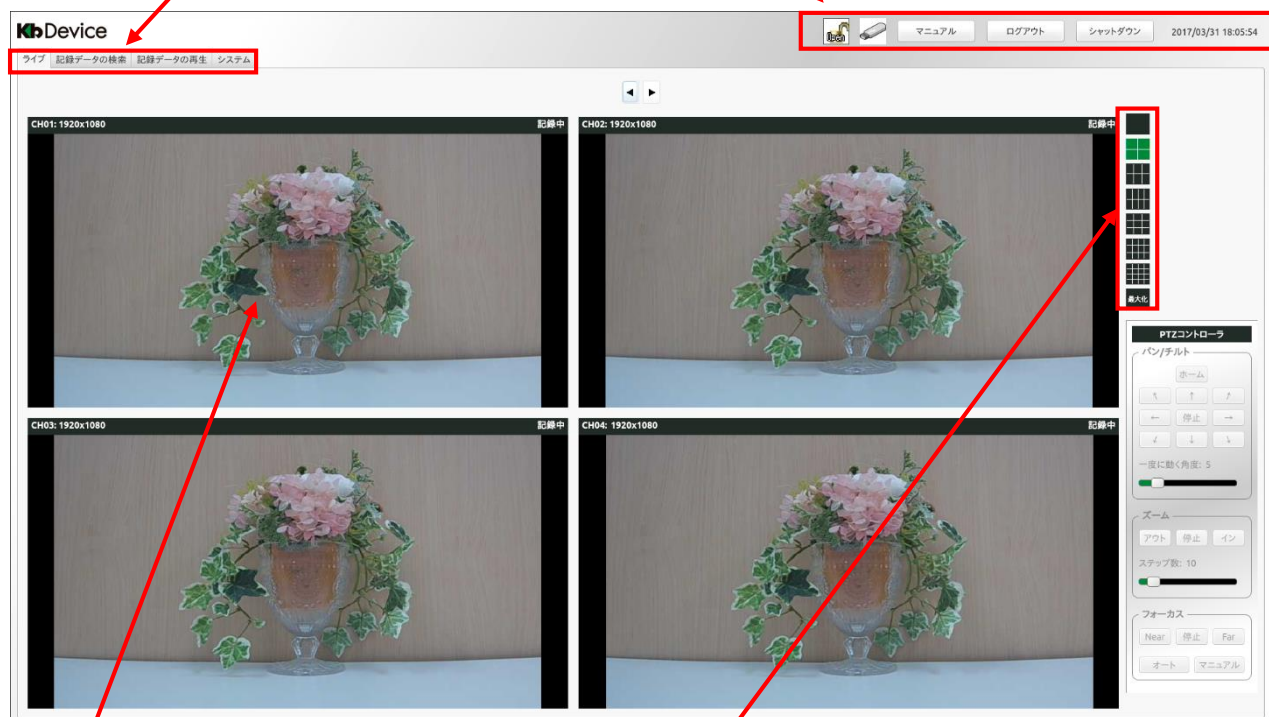 KbDevice
マニュアル ログアウト シャットダウン 2017/03/31 18:05:54
ライブ 記録データの検索 記録データの再生 システム
CH01: 1920x1080 記録中
CH02: 1920x1080 記録中
最大化
PTZコントローラ
パン/チルト
ホーム
停止
一度に動く角度: 5
ズーム
アウト 停止 イン
ステップ数: 10
フォーカス
Near 停止 Far
オート マニュアル
CH03: 1920x1080 記録中
CH04: 1920x1080 記録中